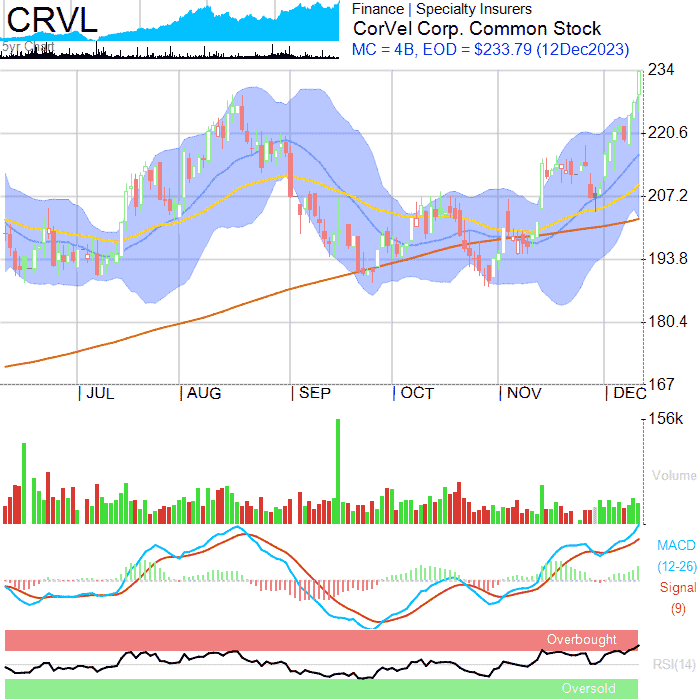 CRVL
5yr Chart
Finance | Specialty Insurers
CorVel Corp. Common Stock
MC = 4B, EOD = $233.79 (12Dec2023)
234
220.6
207.2
193.8
180.4
167
JUL AUG SEP OCT NOV DEC
156k
Volume
MACD
(12-26)
Signal
(9)
Overbought
RSI(14)
Oversold